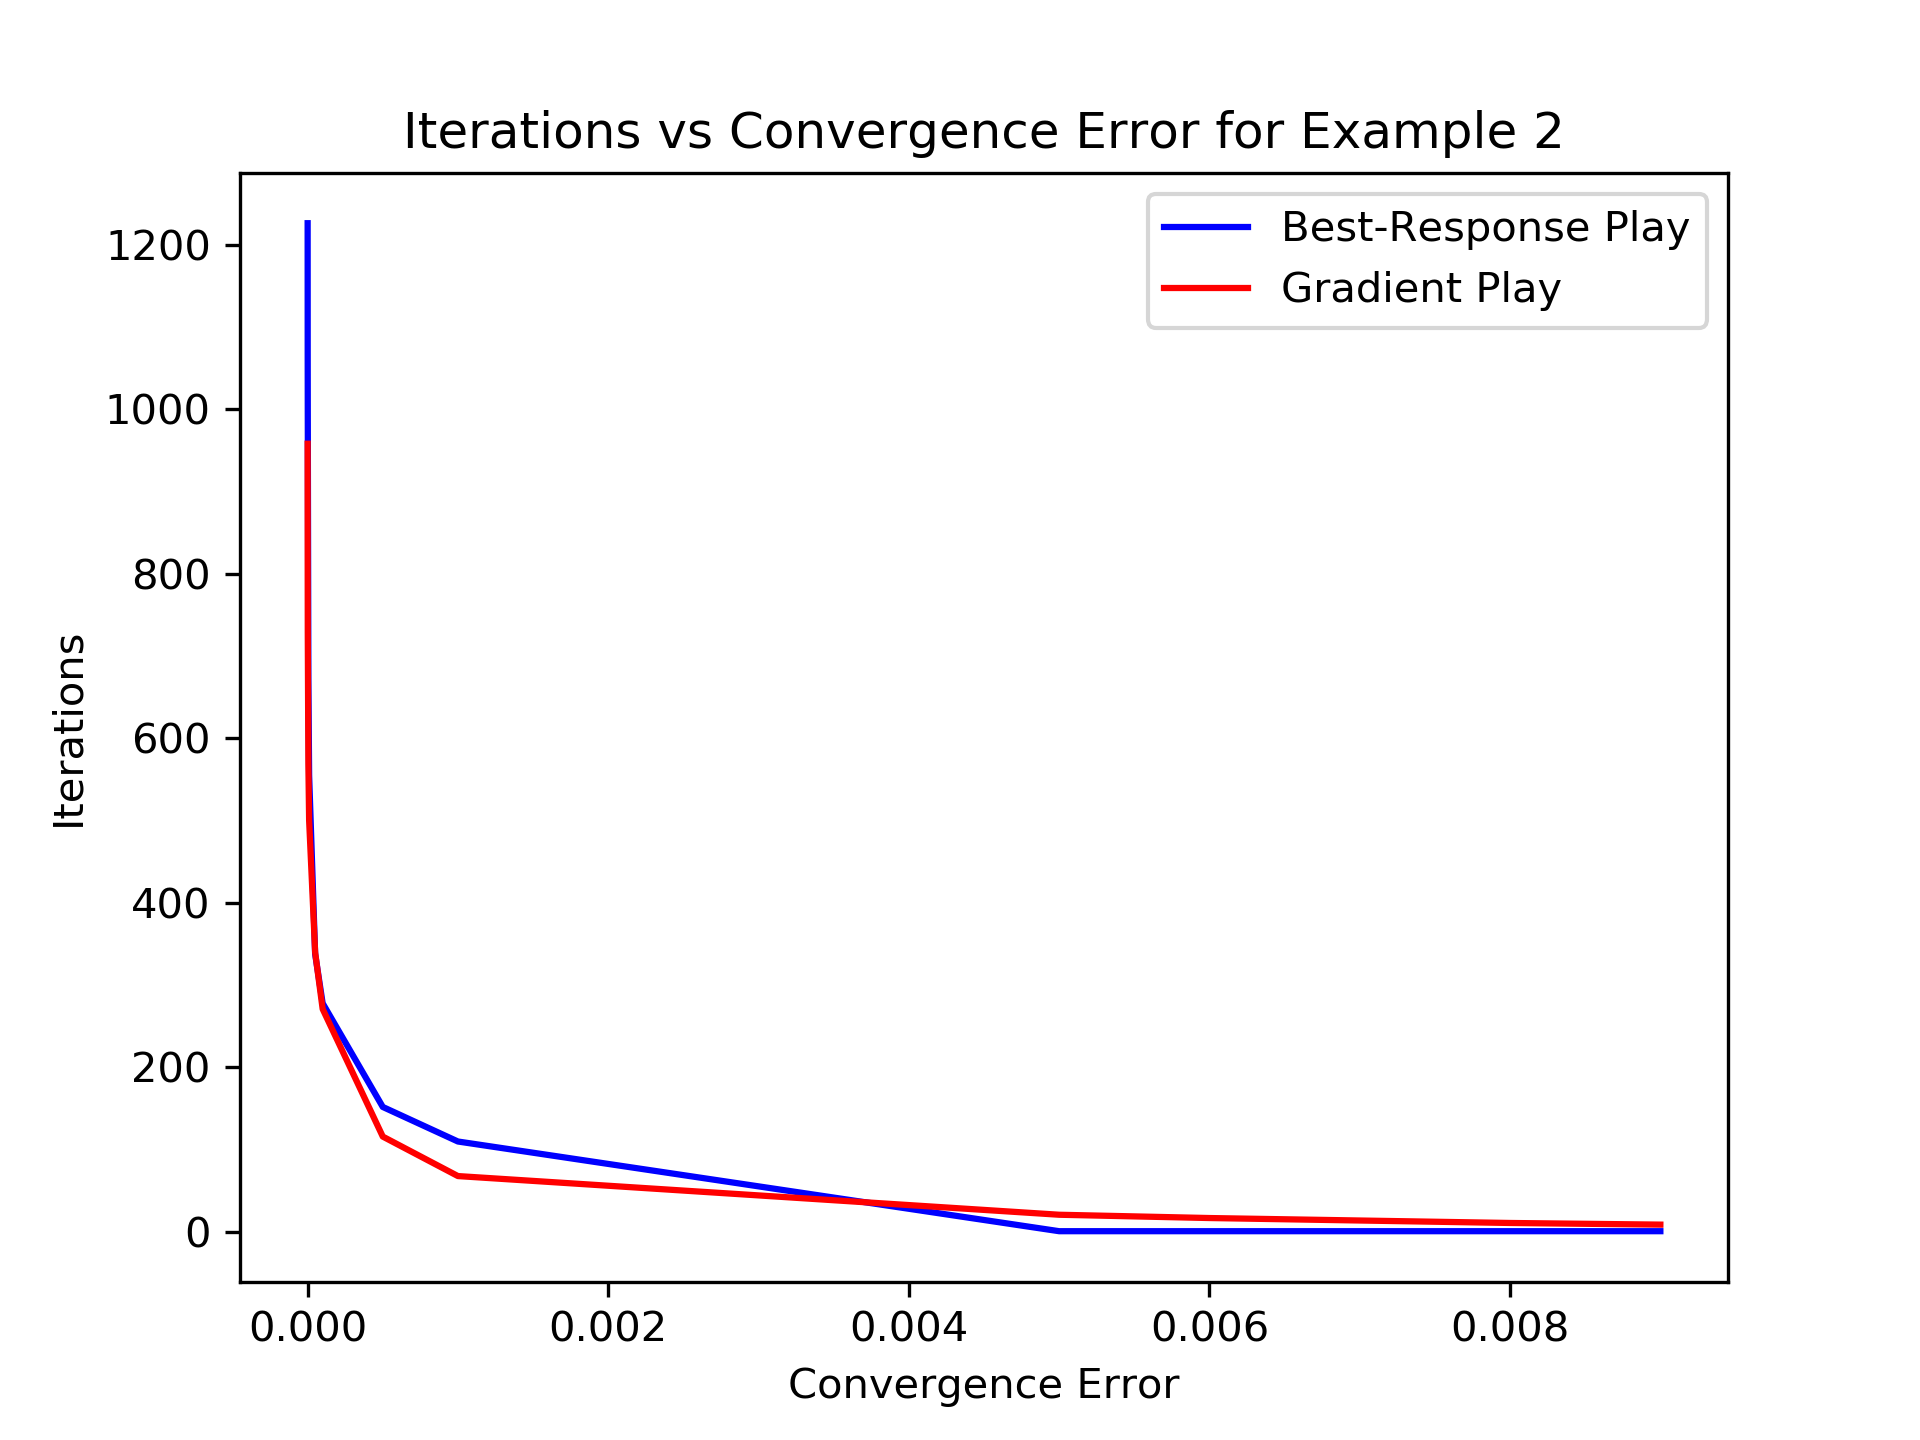 Iterations vs Convergence Error for Example 2
Best-Response Play
Gradient Play
1200
1000
800
600
400
200
0
Iterations
0.000 0.002 0.004 0.006 0.008
Convergence Error